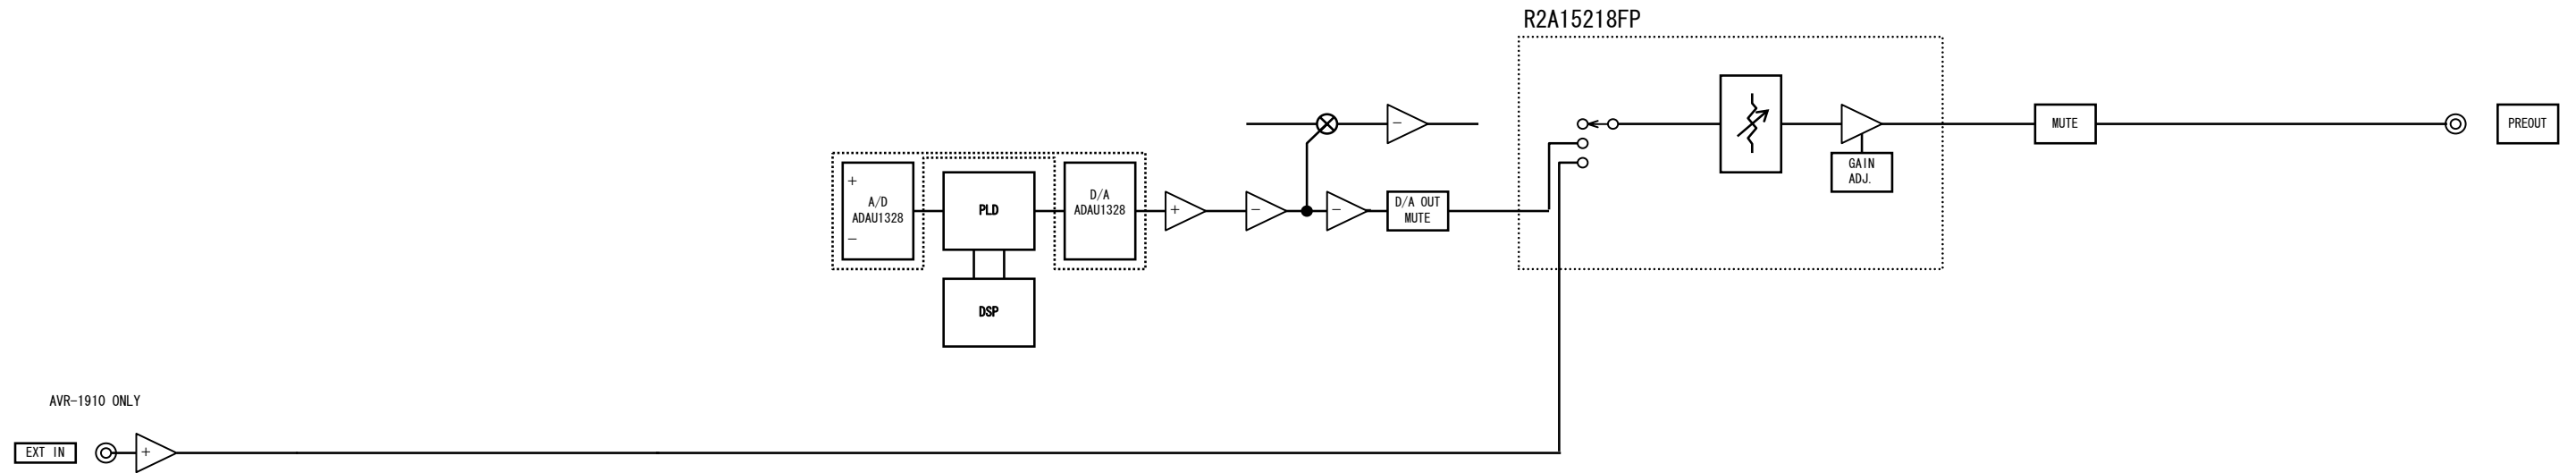 R2A15218FP
MUTE
PREOUT
GAIN
ADJ.
+
A/D
ADAU1328
−
PLD
D/A
ADAU1328
+
−
−
−
D/A OUT
MUTE
DSP
AVR-1910 ONLY
EXT IN
+